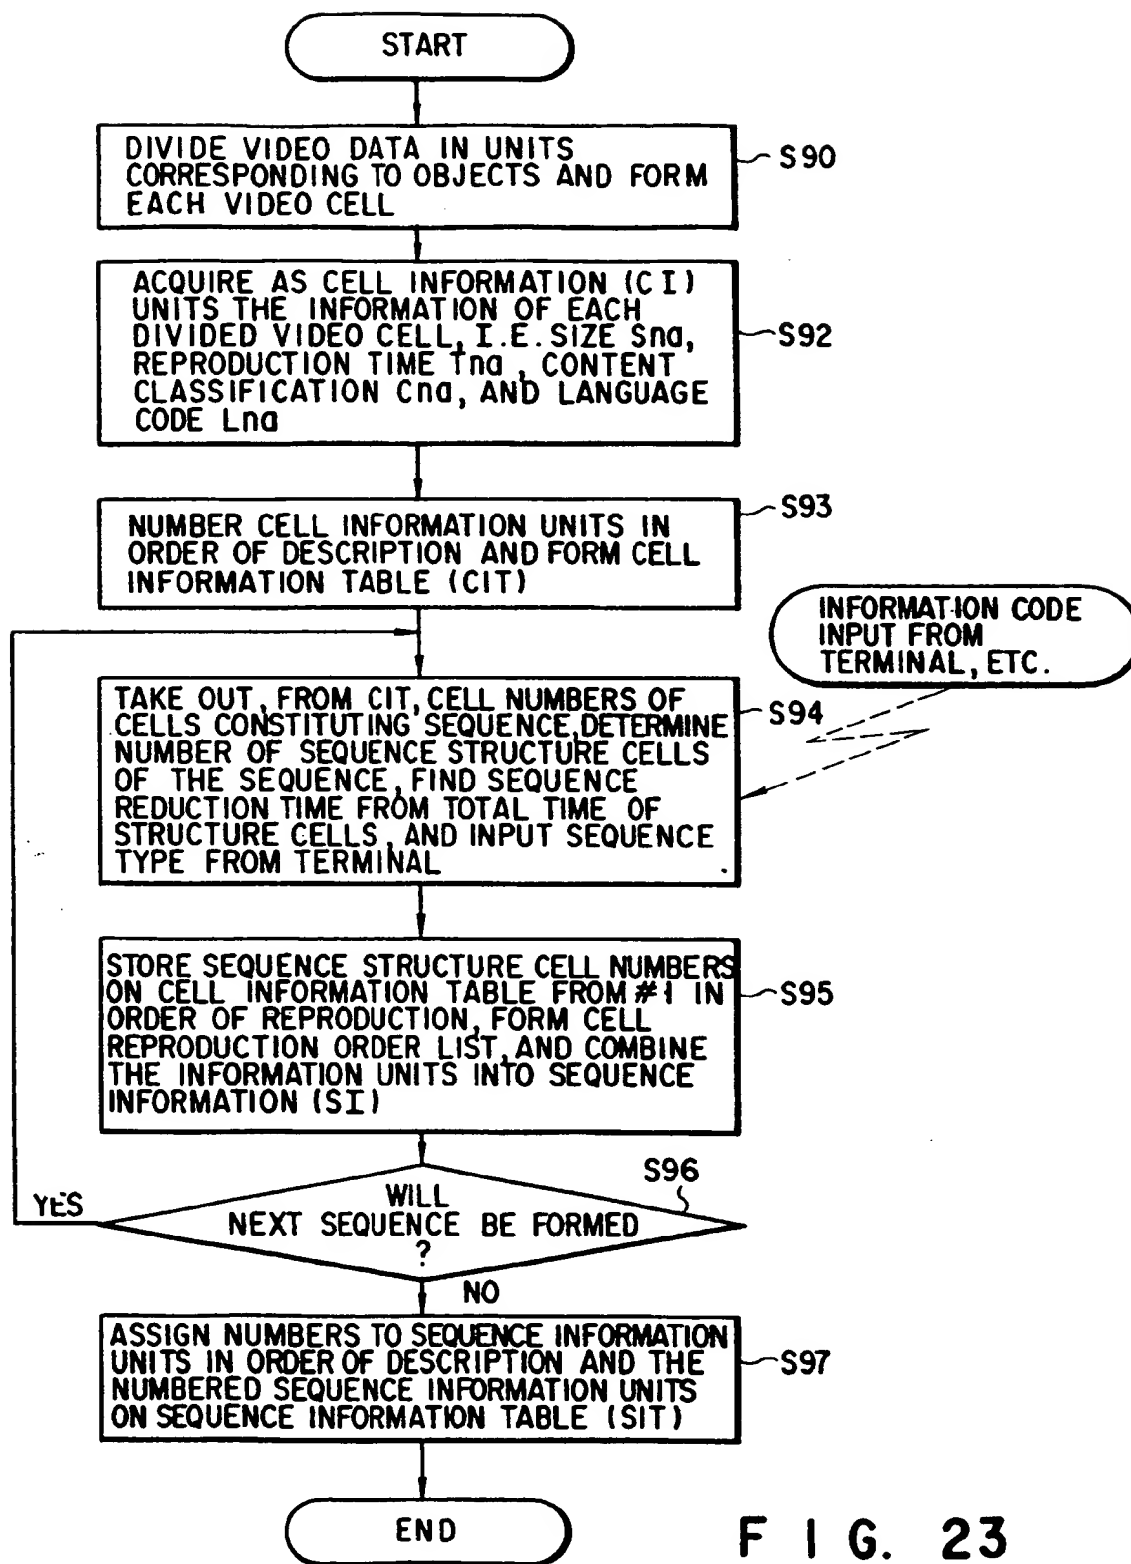 START
DIVIDE VIDEO DATA IN UNITS
CORRESPONDING TO OBJECTS AND FORM
EACH VIDEO CELL
S90
ACQUIRE AS CELL INFORMATION (CI)
UNITS THE INFORMATION OF EACH
DIVIDED VIDEO CELL, I.E. SIZE Sna,
REPRODUCTION TIME Tna, CONTENT
CLASSIFICATION Cna, AND LANGUAGE
CODE Lna
S92
NUMBER CELL INFORMATION UNITS IN
ORDER OF DESCRIPTION AND FORM CELL
INFORMATION TABLE (CIT)
S93
INFORMATION CODE
INPUT FROM
TERMINAL, ETC.
TAKE OUT, FROM CIT, CELL NUMBERS OF
CELLS CONSTITUTING SEQUENCE, DETERMINE
NUMBER OF SEQUENCE STRUCTURE CELLS
OF THE SEQUENCE, FIND SEQUENCE
REDUCTION TIME FROM TOTAL TIME OF
STRUCTURE CELLS, AND INPUT SEQUENCE
TYPE FROM TERMINAL
S94
STORE SEQUENCE STRUCTURE CELL NUMBERS
ON CELL INFORMATION TABLE FROM #1 IN
ORDER OF REPRODUCTION, FORM CELL
REPRODUCTION ORDER LIST, AND COMBINE
THE INFORMATION UNITS INTO SEQUENCE
INFORMATION (SI)
S95
S96
YES
WILL
NEXT SEQUENCE BE FORMED
?
NO
ASSIGN NUMBERS TO SEQUENCE INFORMATION
UNITS IN ORDER OF DESCRIPTION AND THE
NUMBERED SEQUENCE INFORMATION UNITS
ON SEQUENCE INFORMATION TABLE (SIT)
S97
END
FIG. 23